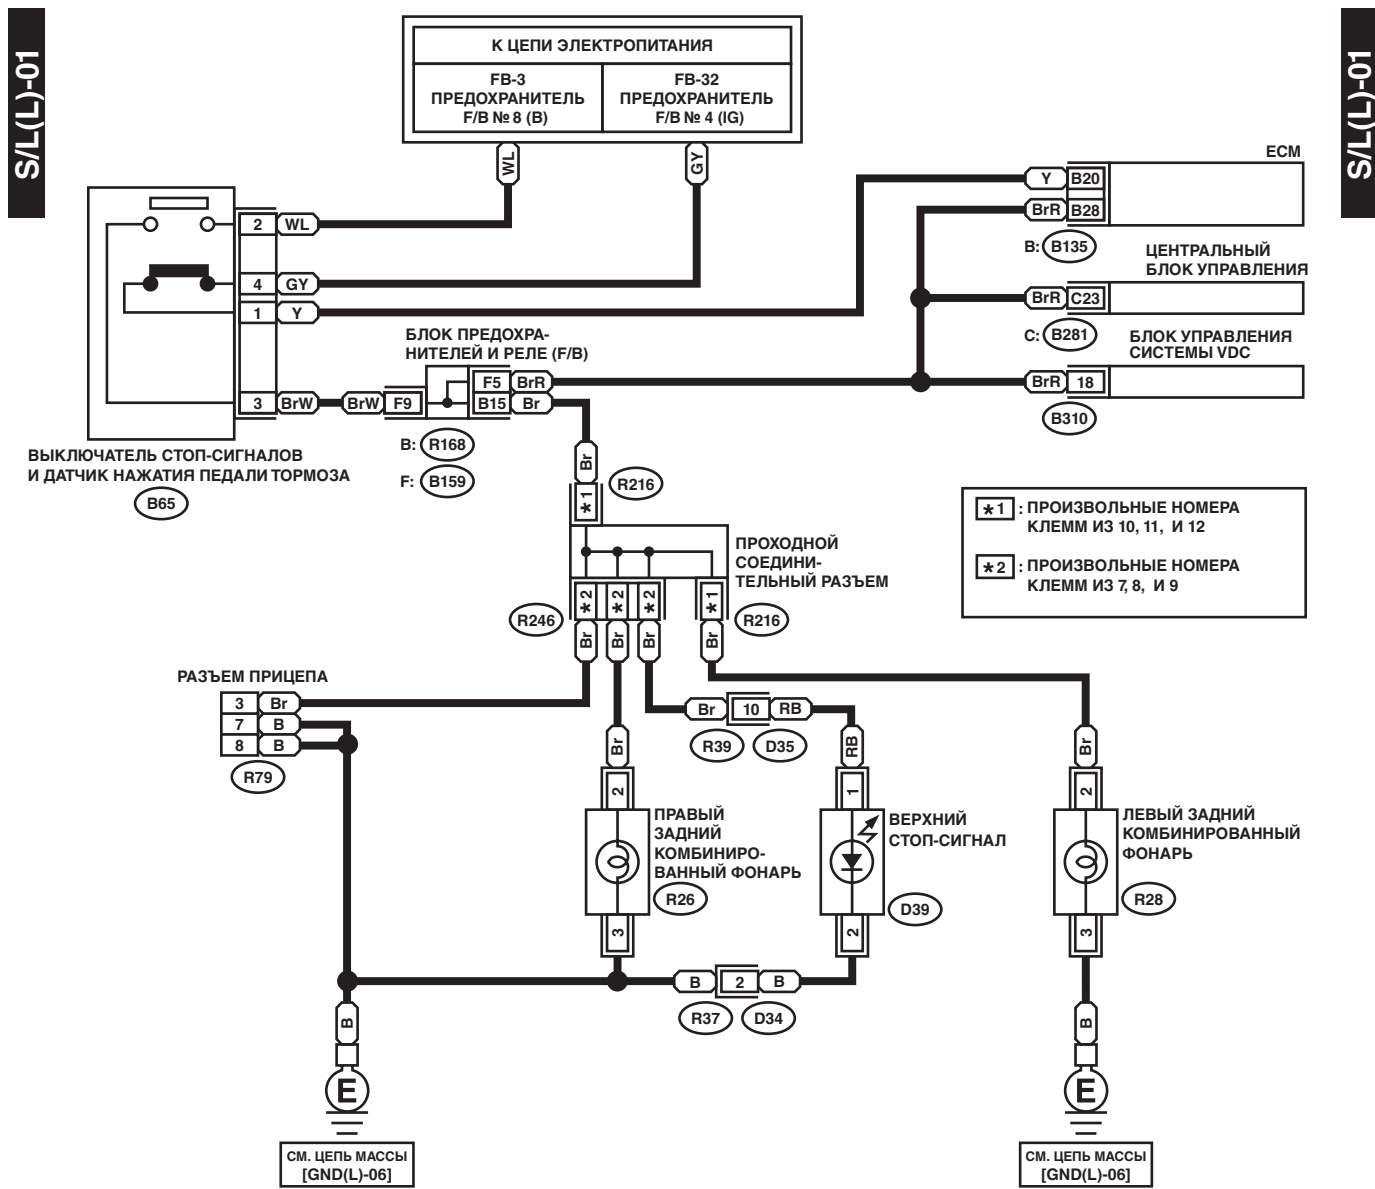 S/L(L)-01
S/L(L)-01
К ЦЕПИ ЭЛЕКТРОПИТАНИЯ
FB-3
ПРЕДОХРАНИТЕЛЬ
F/B № 8 (B)
FB-32
ПРЕДОХРАНИТЕЛЬ
F/B № 4 (IG)
WL
GY
ECM
Y B20
BrR B28
B: B135
ЦЕНТРАЛЬНЫЙ
БЛОК УПРАВЛЕНИЯ
BrR C23
C: B281
БЛОК УПРАВЛЕНИЯ
СИСТЕМЫ VDC
BrR 18
B310
2 WL
4 GY
1 Y
3 BrW
BrW F9
БЛОК ПРЕДОХРА-
НИТЕЛЕЙ И РЕЛЕ (F/B)
F5 BrR
B15 Br
B: R168
F: B159
ВЫКЛЮЧАТЕЛЬ СТОП-СИГНАЛОВ
И ДАТЧИК НАЖАТИЯ ПЕДАЛИ ТОРМОЗА
B65
Br
*1
R216
*1 : ПРОИЗВОЛЬНЫЕ НОМЕРА
КЛЕММ ИЗ 10, 11, И 12
*2 : ПРОИЗВОЛЬНЫЕ НОМЕРА
КЛЕММ ИЗ 7, 8, И 9
ПРОХОДНОЙ
СОЕДИНИ-
ТЕЛЬНЫЙ РАЗЪЕМ
*2 *2 *2 *1
R246
R216
Br Br Br Br
РАЗЪЕМ ПРИЦЕПА
3 Br
7 B
8 B
R79
Br 10 RB
R39 D35
Br
RB
Br
2
1
2
ПРАВЫЙ
ЗАДНИЙ
КОМБИНИРО-
ВАННЫЙ ФОНАРЬ
R26
ВЕРХНИЙ
СТОП-СИГНАЛ
D39
ЛЕВЫЙ ЗАДНИЙ
КОМБИНИРОВАННЫЙ
ФОНАРЬ
R28
3
2
3
B 2 B
R37 D34
B
B
E
E
СМ. ЦЕПЬ МАССЫ
[GND(L)-06]
СМ. ЦЕПЬ МАССЫ
[GND(L)-06]